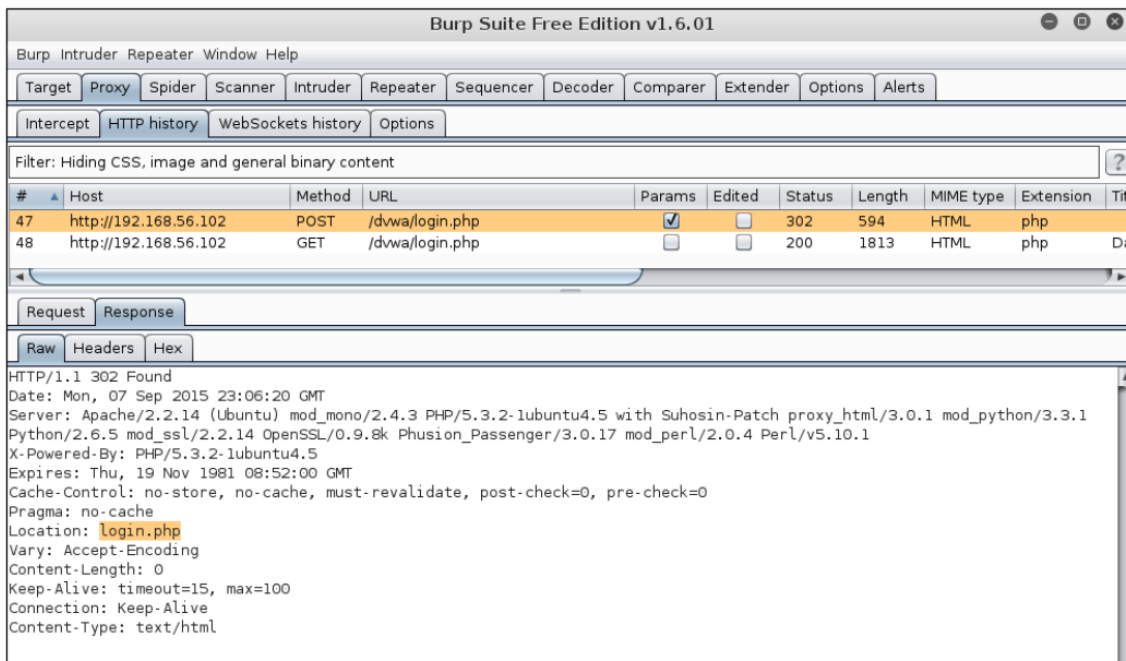 Burp Suite Free Edition v1.6.01
Burp Intruder Repeater Window Help
Target Proxy Spider Scanner Intruder Repeater Sequencer Decoder Comparer Extender Options Alerts
Intercept HTTP history WebSockets history Options
Filter: Hiding CSS, image and general binary content ?
# Host Method URL Params Edited Status Length MIME type Extension Tit
47 http://192.168.56.102 POST /dvwa/login.php 302 594 HTML php
48 http://192.168.56.102 GET /dvwa/login.php 200 1813 HTML php Da
Request Response
Raw Headers Hex
HTTP/1.1 302 Found
Date: Mon, 07 Sep 2015 23:06:20 GMT
Server: Apache/2.2.14 (Ubuntu) mod_mono/2.4.3 PHP/5.3.2-1ubuntu4.5 with Suhosin-Patch proxy_html/3.0.1 mod_python/3.3.1
Python/2.6.5 mod_ssl/2.2.14 OpenSSL/0.9.8k Phusion_Passenger/3.0.17 mod_perl/2.0.4 Perl/v5.10.1
X-Powered-By: PHP/5.3.2-1ubuntu4.5
Expires: Thu, 19 Nov 1981 08:52:00 GMT
Cache-Control: no-store, no-cache, must-revalidate, post-check=0, pre-check=0
Pragma: no-cache
Location: login.php
Vary: Accept-Encoding
Content-Length: 0
Keep-Alive: timeout=15, max=100
Connection: Keep-Alive
Content-Type: text/html